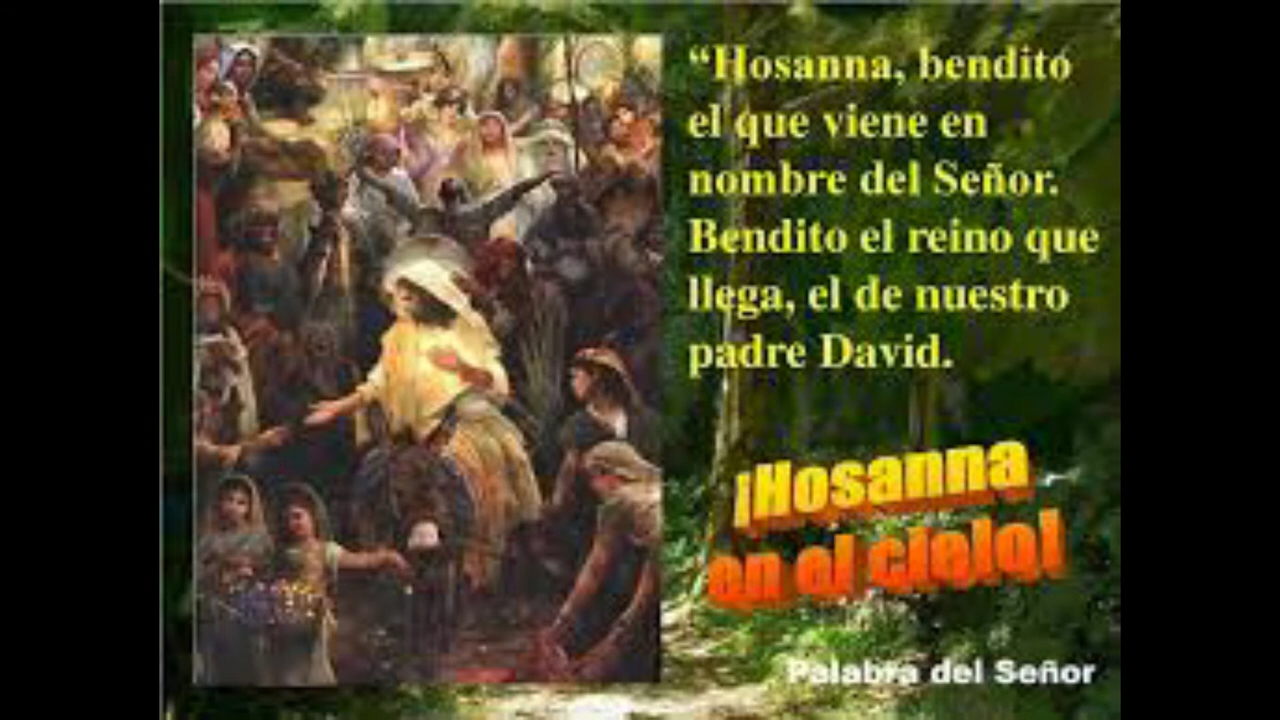 “Hosanna, bendito
el que viene en
nombre del Señor.
Bendito el reino que
llega, el de nuestro
padre David.
¡Hosanna
en el cielo!
Palabra del Señor